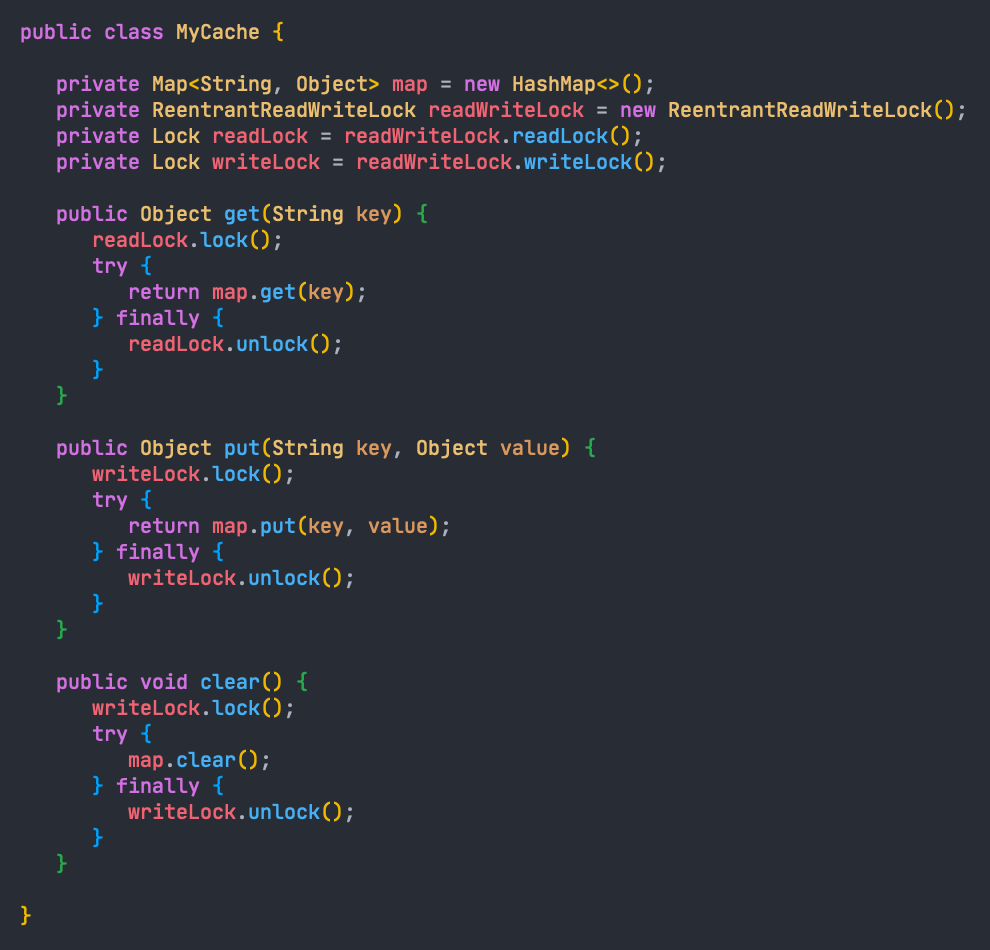 public class MyCache {
private Map<String, Object> map = new HashMap<>();
private ReentrantReadWriteLock readWriteLock = new ReentrantReadWriteLock();
private Lock readLock = readWriteLock.readLock();
private Lock writeLock = readWriteLock.writeLock();
public Object get(String key) {
readLock.lock();
try {
return map.get(key);
} finally {
readLock.unlock();
}
}
public Object put(String key, Object value) {
writeLock.lock();
try {
return map.put(key, value);
} finally {
writeLock.unlock();
}
}
public void clear() {
writeLock.lock();
try {
map.clear();
} finally {
writeLock.unlock();
}
}
}